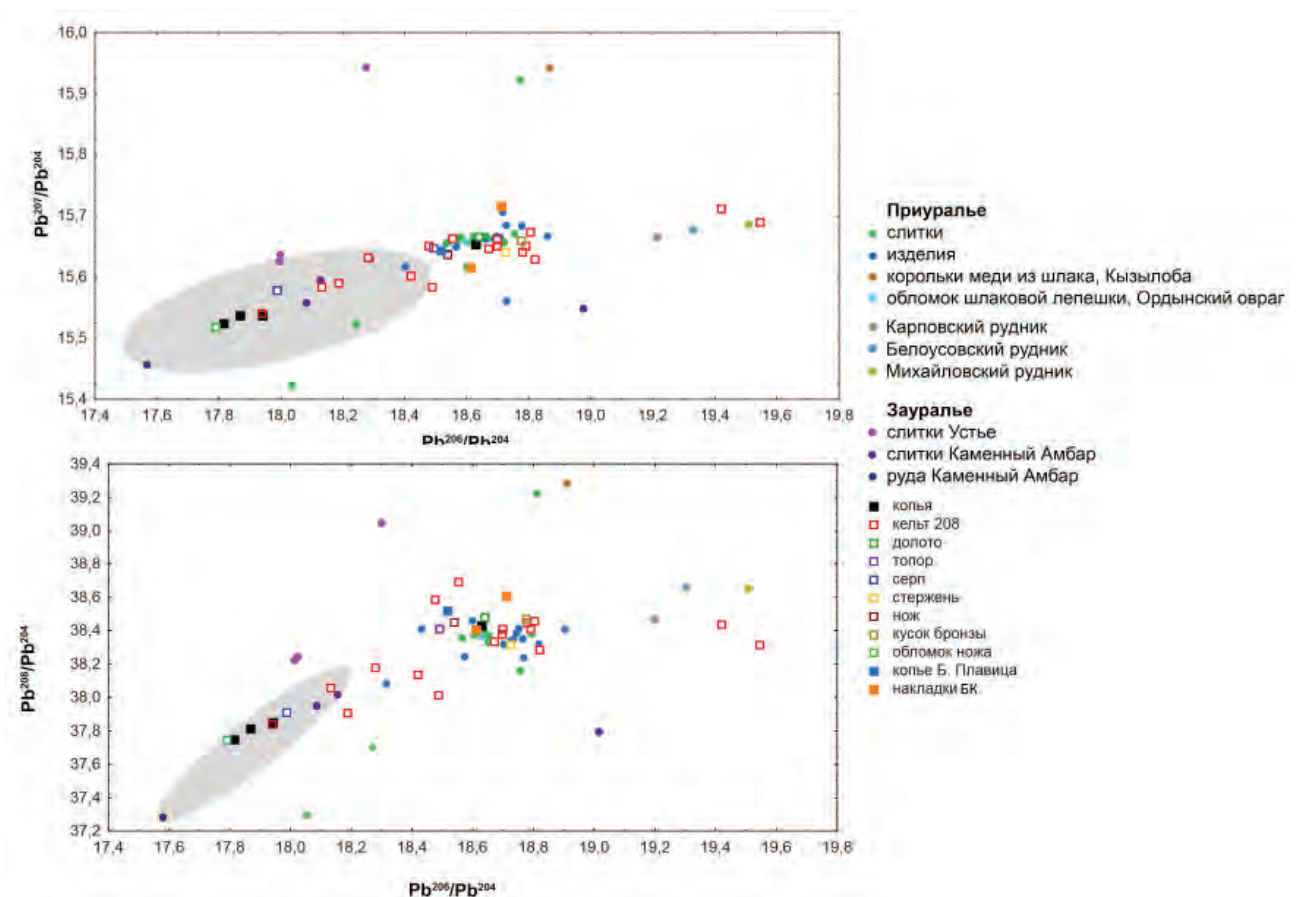 16,0
15,9
15,8
15,7
15,6
15,5
15,4
Pb207/Pb204
17,4 17,6 17,8 18,0 18,2 18,4 18,6 18,8 19,0 19,2 19,4 19,6 19,8
Pb206/Pb204
39,4
39,2
39,0
38,8
38,6
38,4
38,2
38,0
37,8
37,6
37,4
37,2
Pb208/Pb204
17,4 17,6 17,8 18,0 18,2 18,4 18,6 18,8 19,0 19,2 19,4 19,6 19,8
Pb206/Pb204
Приуралье
слитки
изделия
корольки меди из шлака, Кызылоба
обломок шлаковой лепешки, Ордынский овраг
Карповский рудник
Белоусовский рудник
Михайловский рудник
Зауралье
слитки Устье
слитки Каменный Амбар
руда Каменный Амбар
копья
кельт 208
долото
топор
серп
стержень
нож
кусок бронзы
обломок ножа
копье Б. Плавица
накладки БК